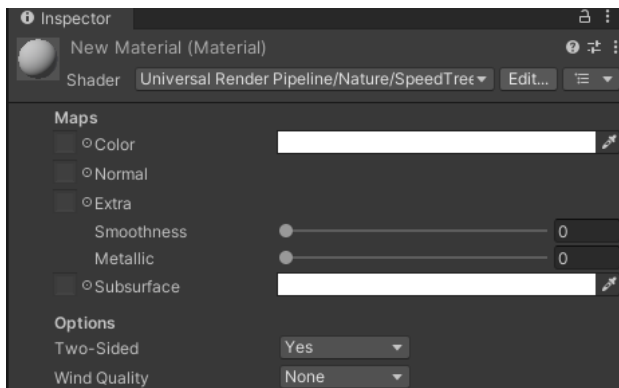 Inspector
New Material (Material)
Shader Universal Render Pipeline/Nature/SpeedTree Edit...
Maps
Color
Normal
Extra
Smoothness 0
Metallic 0
Subsurface
Options
Two-Sided Yes
Wind Quality None